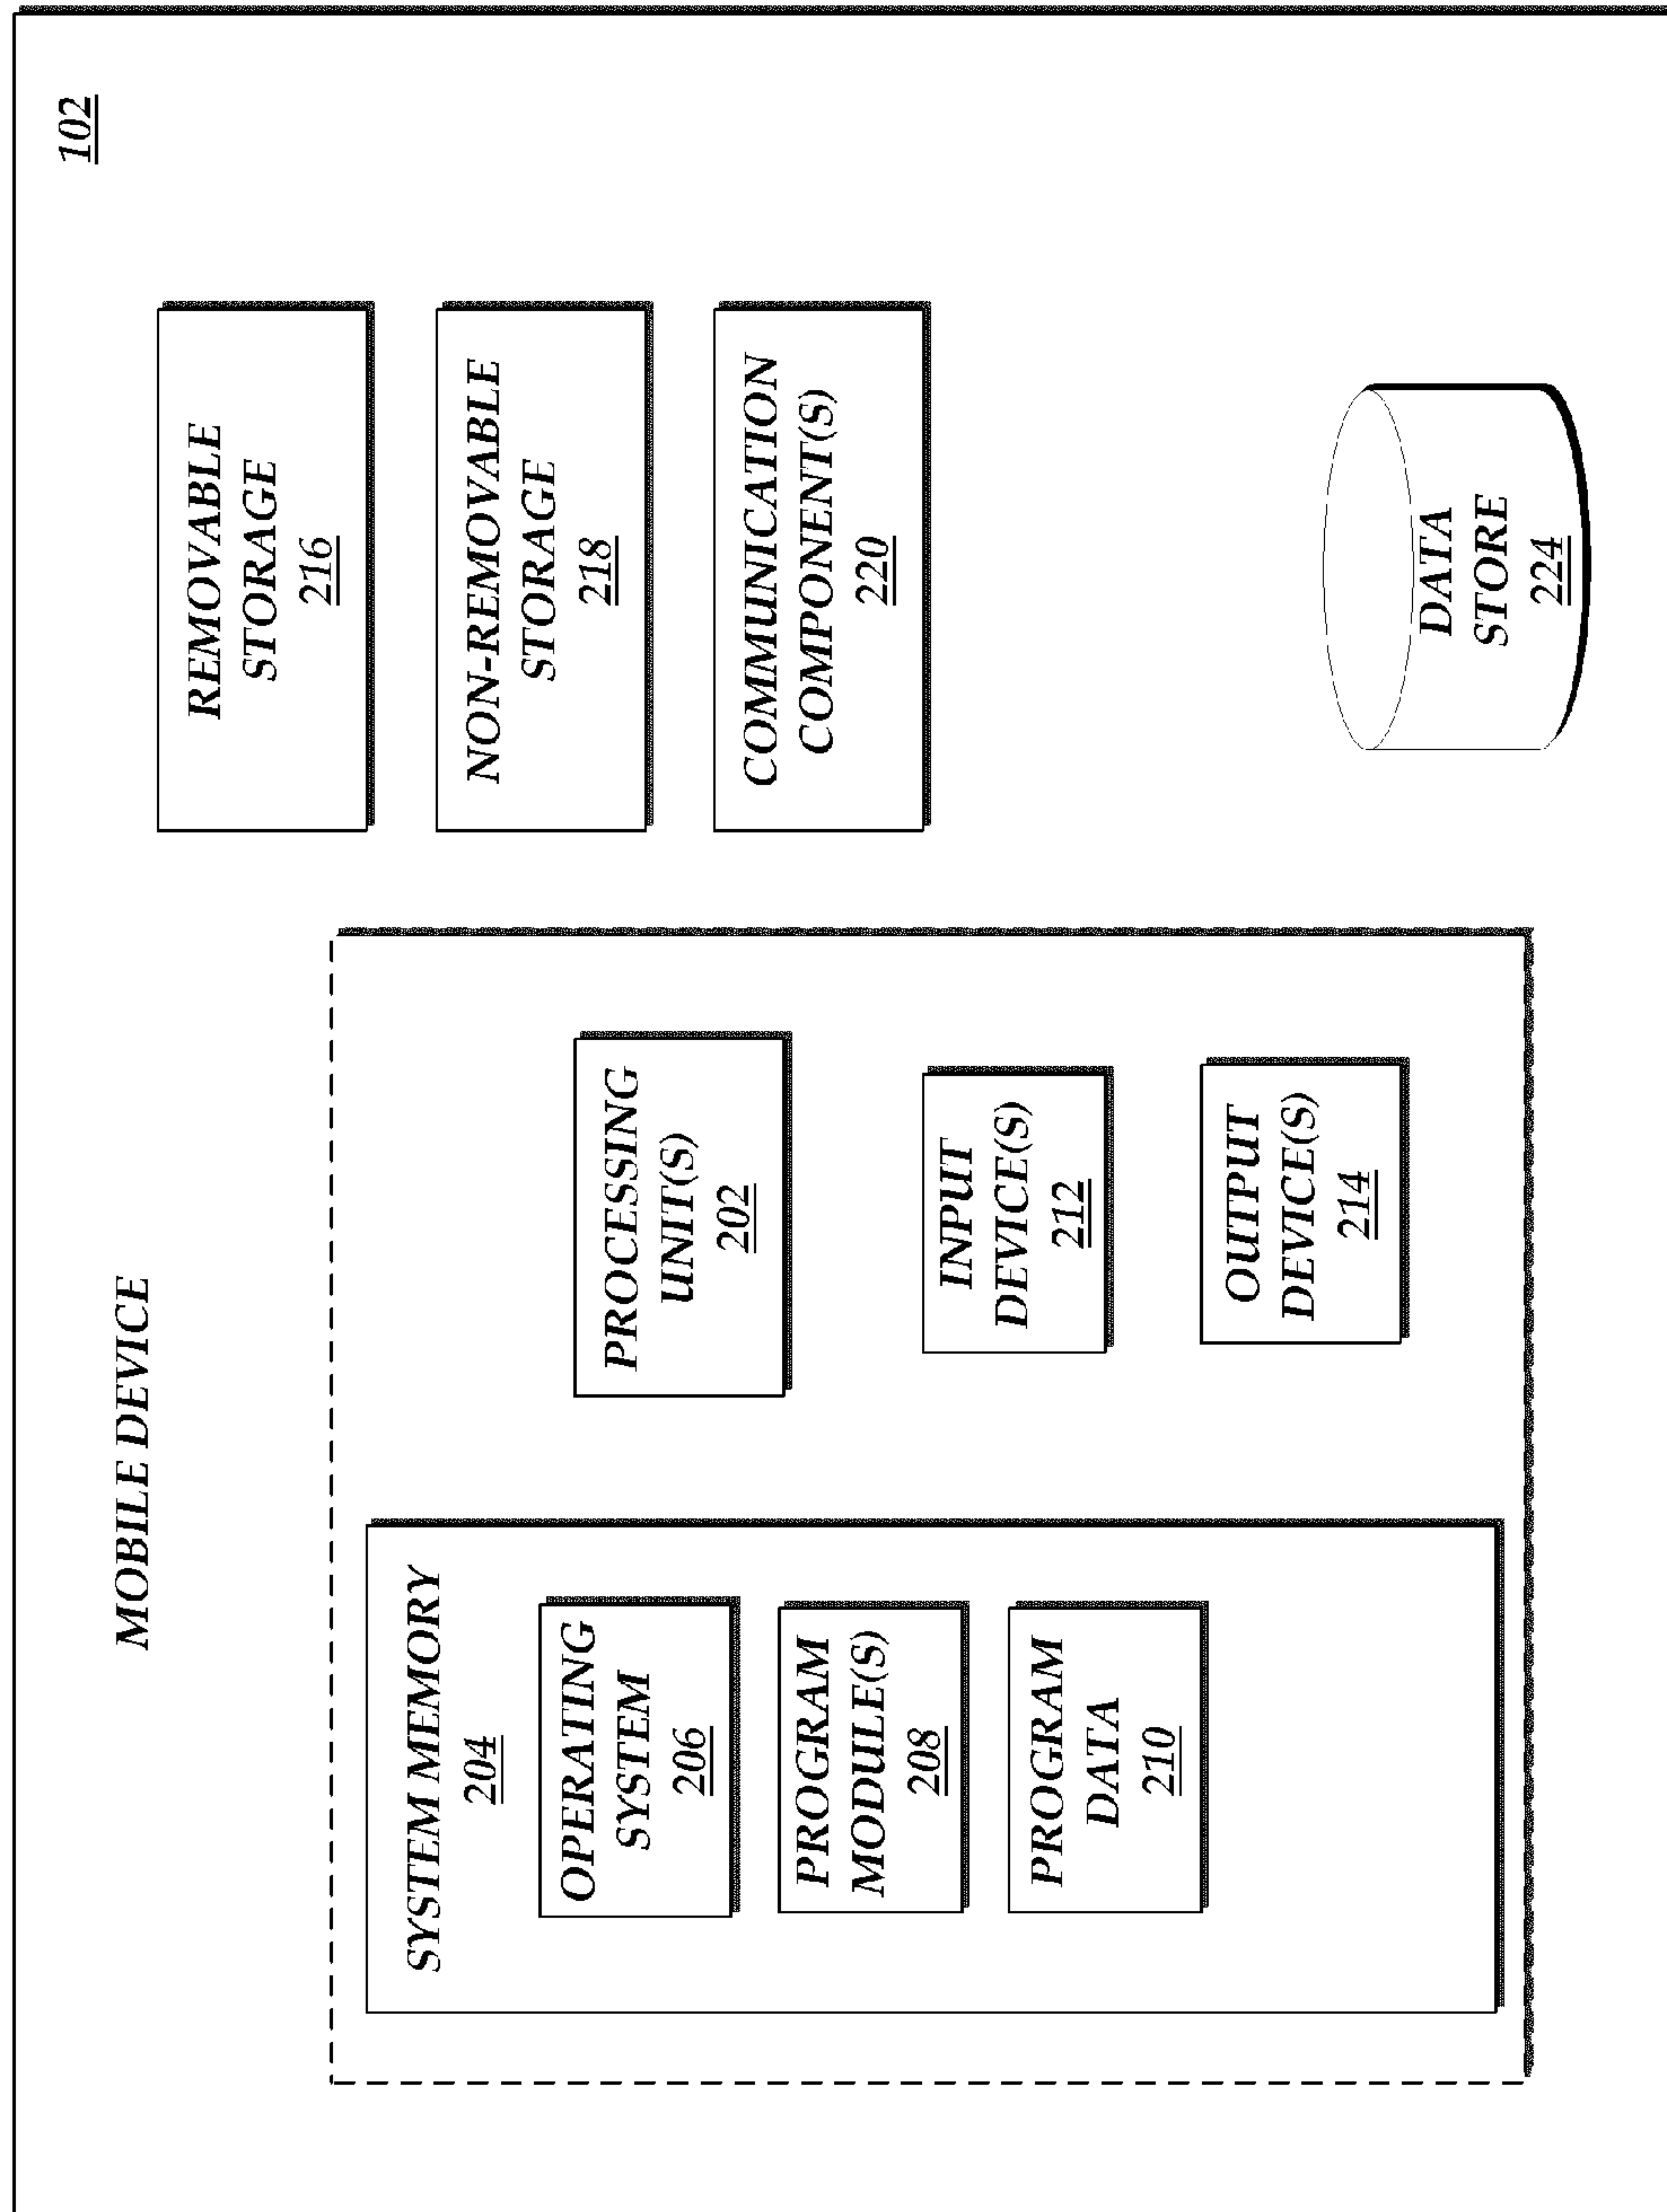 MOBILE DEVICE
102
SYSTEM MEMORY
204
OPERATING
SYSTEM
206
PROGRAM
MODULE(S)
208
PROGRAM
DATA
210
PROCESSING
UNIT(S)
202
INPUT
DEVICE(S)
212
OUTPUT
DEVICE(S)
214
REMOVABLE
STORAGE
216
NON-REMOVABLE
STORAGE
218
COMMUNICATION
COMPONENT(S)
220
DATA
STORE
224